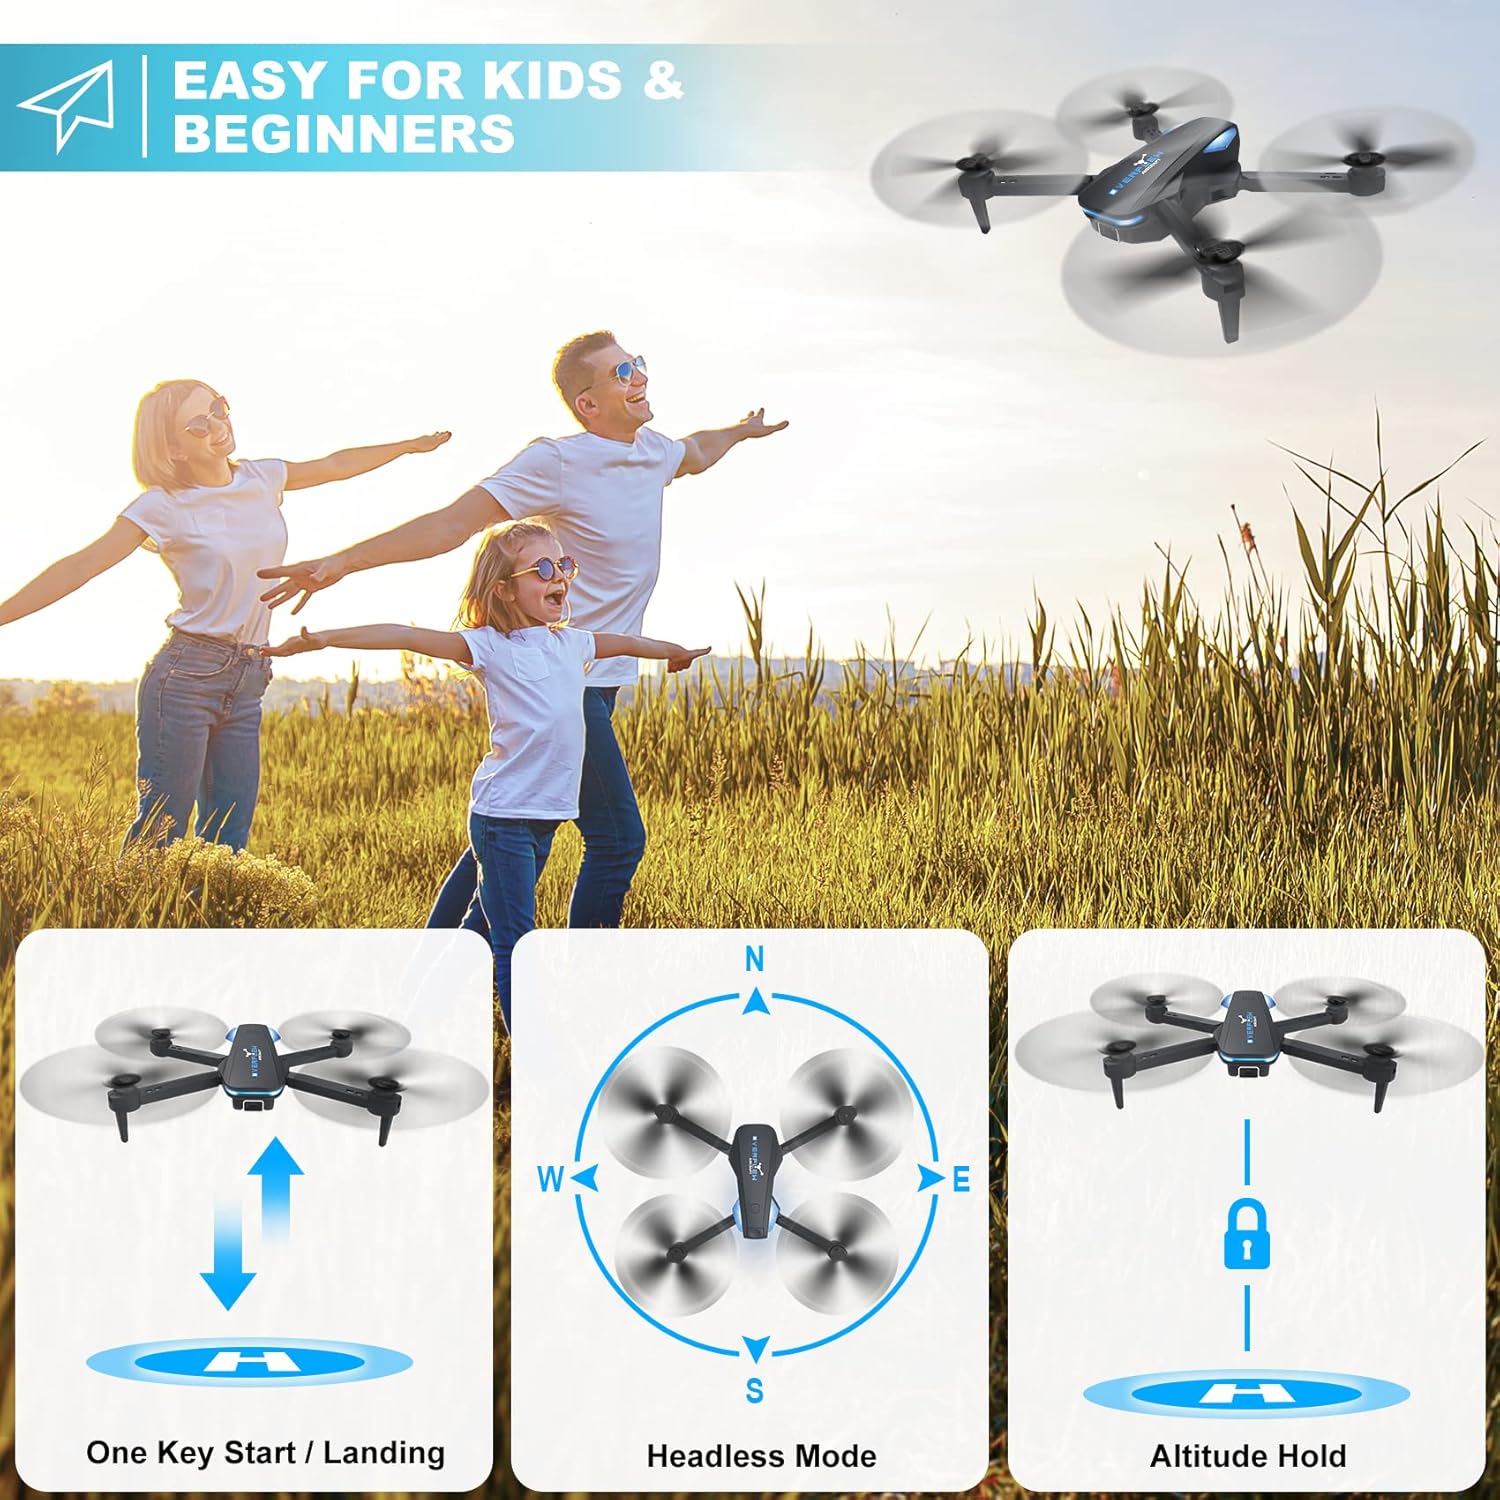 EASY FOR KIDS &
BEGINNERS
N
W
E
S
H
H
One Key Start / Landing
Headless Mode
Altitude Hold